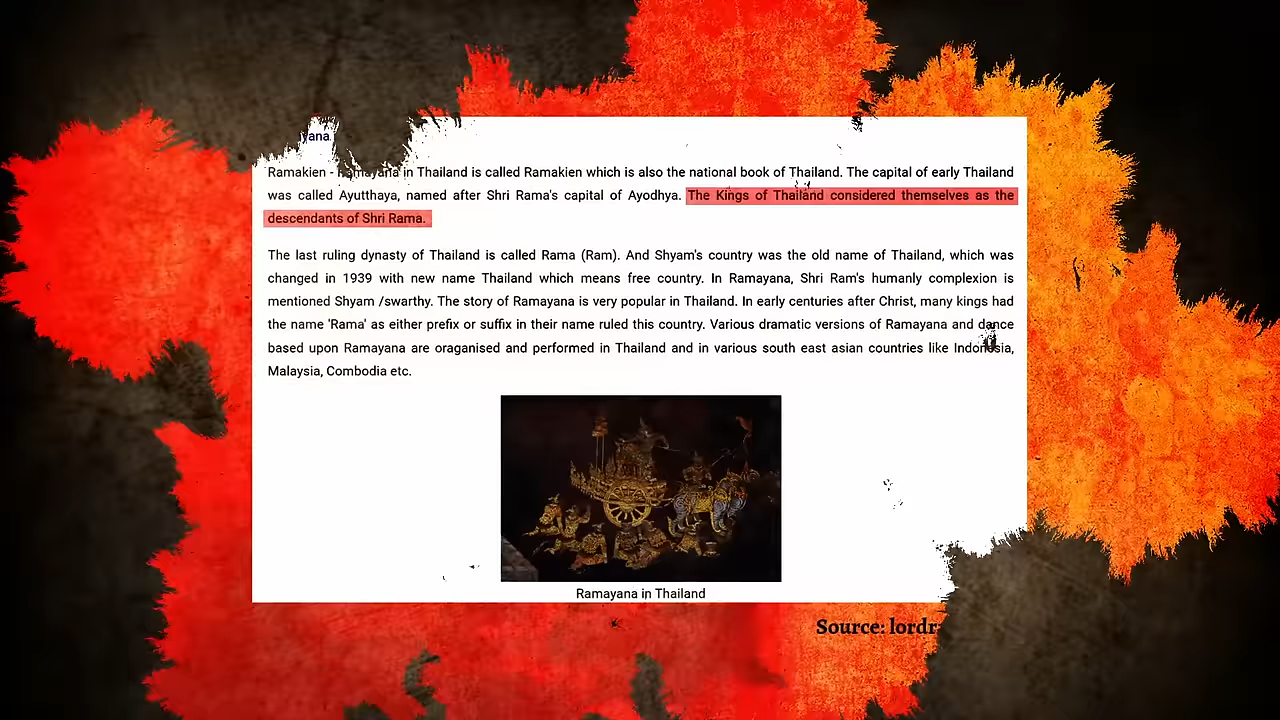 yana
Ramakien - Ramayana in Thailand is called Ramakien which is also the national book of Thailand. The capital of early Thailand
was called Ayutthaya, named after Shri Rama's capital of Ayodhya. The Kings of Thailand considered themselves as the
descendants of Shri Rama.
The last ruling dynasty of Thailand is called Rama (Ram). And Shyam's country was the old name of Thailand, which was
changed in 1939 with new name Thailand which means free country. In Ramayana, Shri Ram's humanly complexion is
mentioned Shyam /swarthy. The story of Ramayana is very popular in Thailand. In early centuries after Christ, many kings had
the name 'Rama' as either prefix or suffix in their name ruled this country. Various dramatic versions of Ramayana and dance
based upon Ramayana are oraganised and performed in Thailand and in various south east asian countries like Indonesia,
Malaysia, Combodia etc.
Ramayana in Thailand
Source: lordr